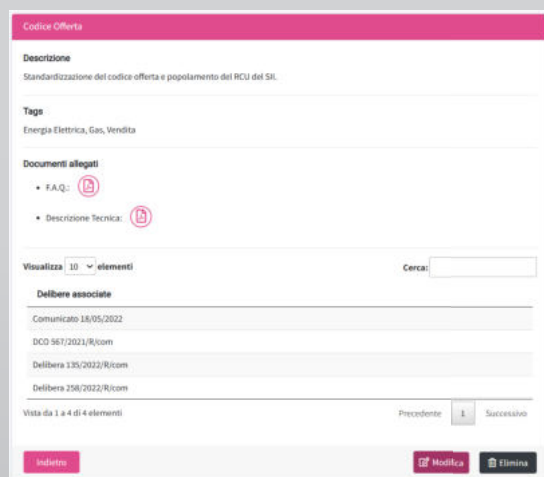 Codice Offerta
Descrizione
Standardizzazione del codice offerta e popolamento del RCU del SII.
Tags
Energia Elettrica, Gas, Vendita
Documenti allegati
• F.A.Q.:
• Descrizione Tecnica:
Visualizza 10 elementi Cerca:
Delibere associate
Comunicato 18/05/2022
DCO 567/2021/R/com
Delibera 135/2022/R/com
Delibera 258/2022/R/com
Vista da 1 a 4 di 4 elementi Precedente 1 Successivo
Indietro Modifica Elimina